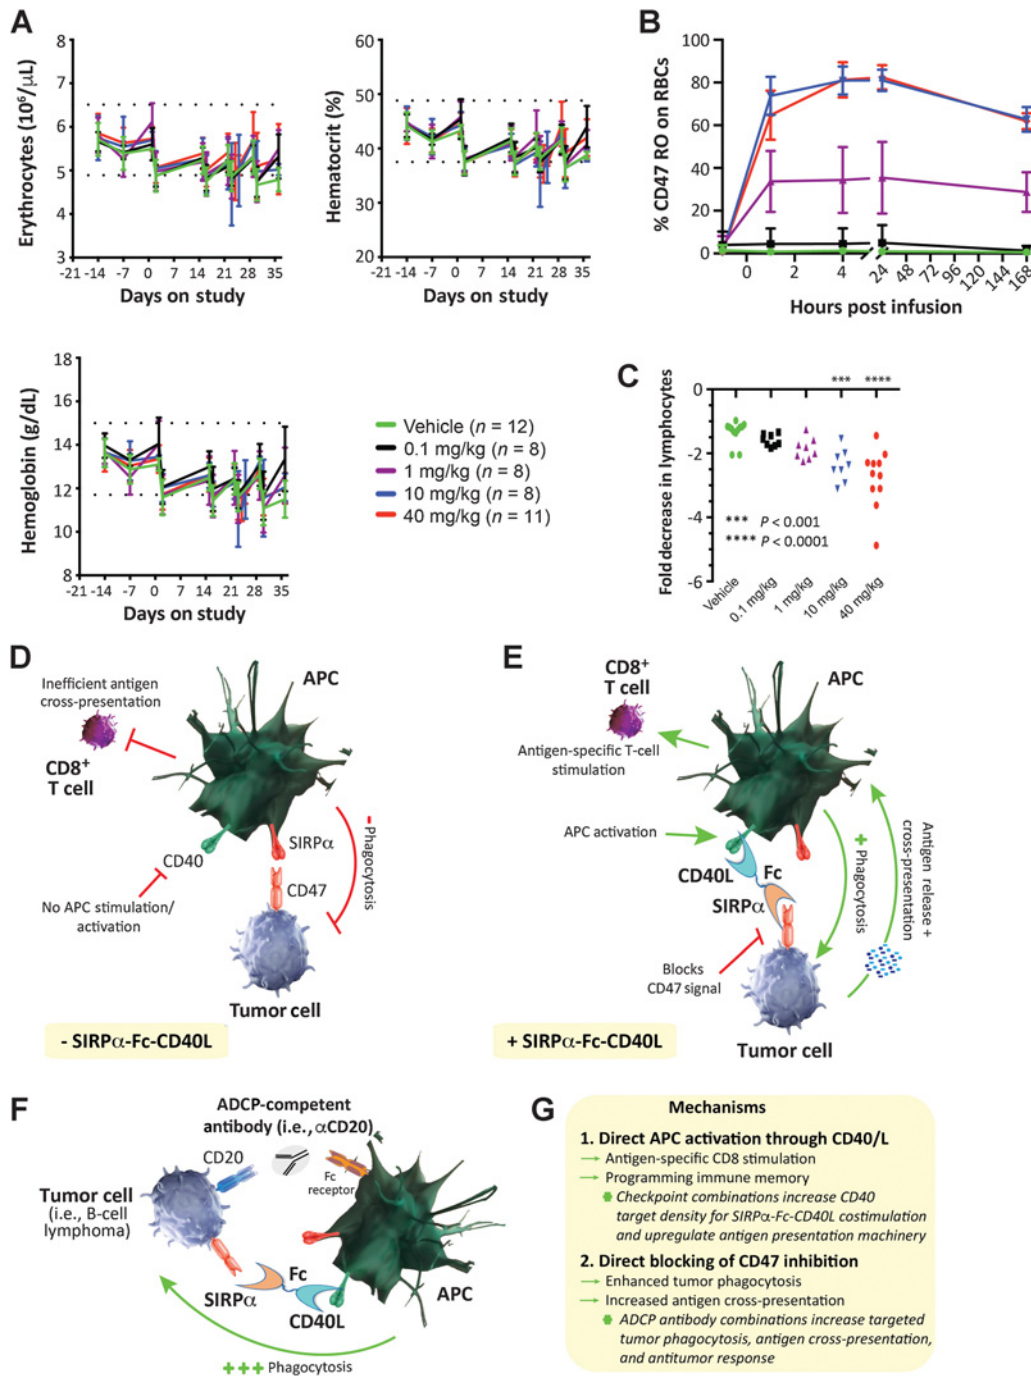 A
Erythrocytes (10⁶/µL)
8
7
6
5
4
3
-21 -14 -7 0 7 14 21 28 35
Days on study
Hematocrit (%)
60
50
40
30
20
-21 -14 -7 0 7 14 21 28 35
Days on study
B
% CD47 RO on RBCs
100
80
60
40
20
0
0 2 4 24 48 72 96 120 144 168
Hours post infusion
Hemoglobin (g/dL)
18
16
14
12
10
8
-21 -14 -7 0 7 14 21 28 35
Days on study
Vehicle (n = 12)
0.1 mg/kg (n = 8)
1 mg/kg (n = 8)
10 mg/kg (n = 8)
40 mg/kg (n = 11)
C
Fold decrease in lymphocytes
0
-2
-4
-6
*** ****
*** P < 0.001
**** P < 0.0001
Vehicle
0.1 mg/kg
1 mg/kg
10 mg/kg
40 mg/kg
D
APC
Inefficient antigen
cross-presentation
CD8⁺
T cell
CD40
SIRPα
CD47
- Phagocytosis
No APC stimulation/
activation
Tumor cell
- SIRPα-Fc-CD40L
E
CD8⁺
T cell
APC
Antigen-specific T-cell
stimulation
APC activation
CD40L
Fc
SIRPα
+ Phagocytosis
Antigen release +
cross-presentation
Blocks
CD47 signal
Tumor cell
+ SIRPα-Fc-CD40L
F
ADCP-competent
antibody (i.e., αCD20)
CD20
Fc
receptor
Tumor cell
(i.e., B-cell
lymphoma)
SIRPα
Fc
CD40L
APC
+++ Phagocytosis
G
Mechanisms
1. Direct APC activation through CD40/L
Antigen-specific CD8 stimulation
Programming immune memory
Checkpoint combinations increase CD40
target density for SIRPα-Fc-CD40L costimulation
and upregulate antigen presentation machinery
2. Direct blocking of CD47 inhibition
Enhanced tumor phagocytosis
Increased antigen cross-presentation
ADCP antibody combinations increase targeted
tumor phagocytosis, antigen cross-presentation,
and antitumor response